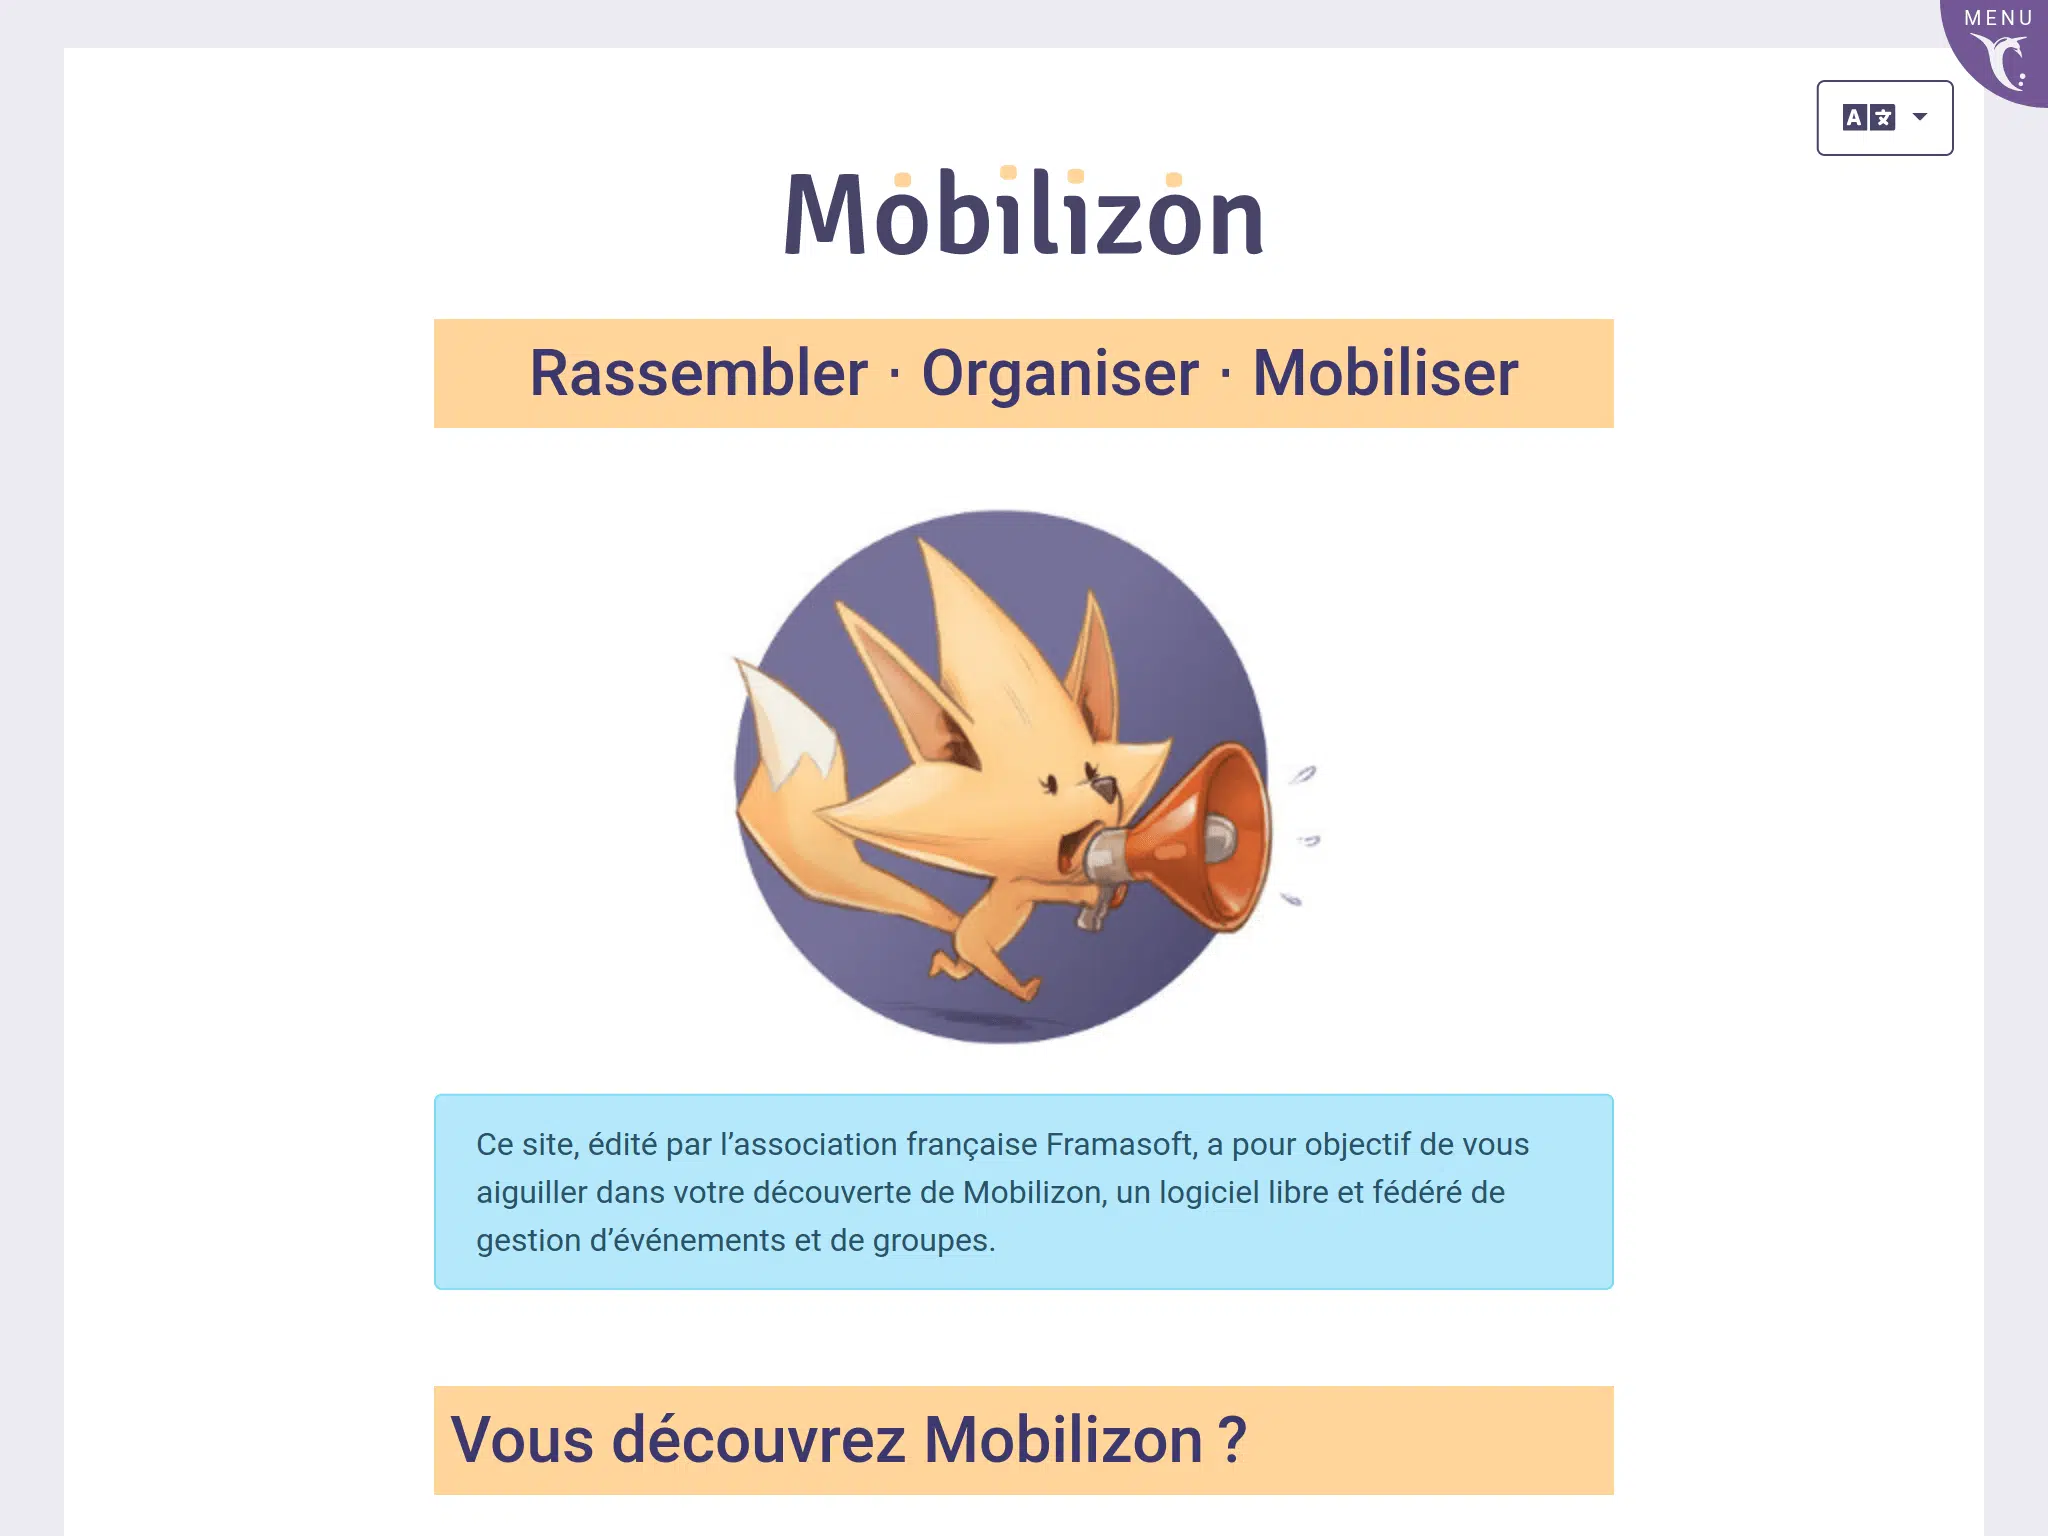 MENU
Mobilizon
Rassembler · Organiser · Mobiliser
Ce site, édité par l’association française Framasoft, a pour objectif de vous
aiguiller dans votre découverte de Mobilizon, un logiciel libre et fédéré de
gestion d’événements et de groupes.
Vous découvrez Mobilizon ?